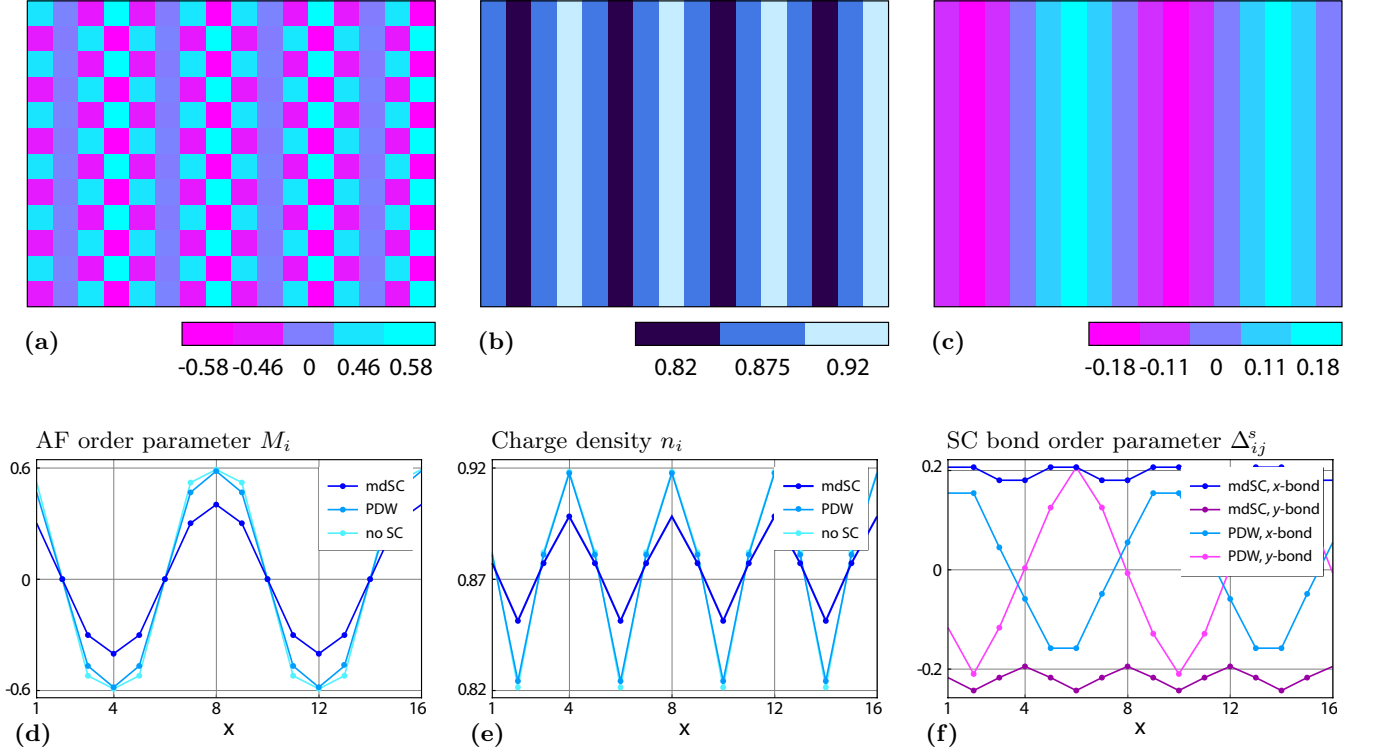 (a)
-0.58 -0.46 0 0.46 0.58
(b)
0.82 0.875 0.92
(c)
-0.18 -0.11 0 0.11 0.18
AF order parameter M_i
0.6
0
-0.6
1 4 8 12 16
x
mdSC
PDW
no SC
(d)
Charge density n_i
0.92
0.87
0.82
1 4 8 12 16
x
mdSC
PDW
no SC
(e)
SC bond order parameter Δ^s_ij
0.2
0
-0.2
1 4 8 12 16
x
mdSC, x-bond
mdSC, y-bond
PDW, x-bond
PDW, y-bond
(f)